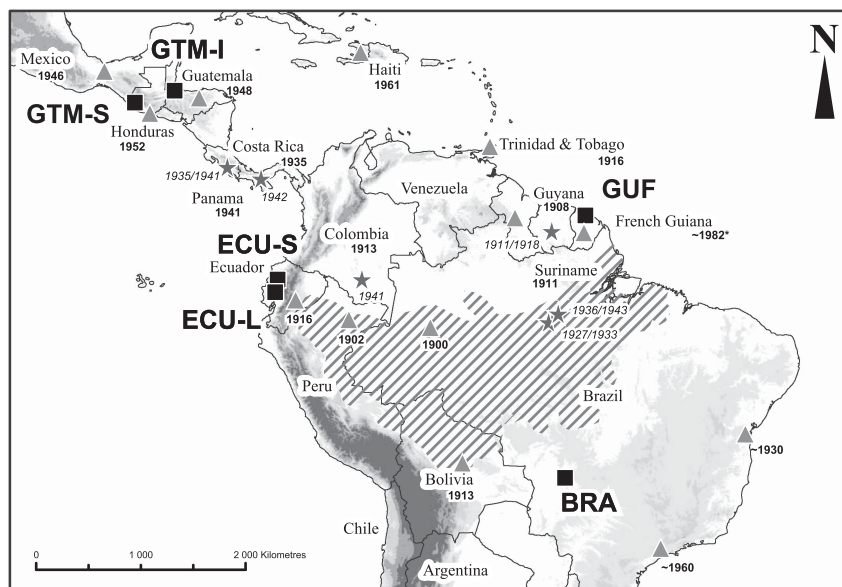 GTM-I
N
Mexico
1946
Guatemala
1948
Haiti
1961
GTM-S
Honduras
1952
Costa Rica
1935
1935/1941
Trinidad & Tobago
1916
Panama
1941
1942
Venezuela
Guyana
1908
GUF
French Guiana
~1982*
Colombia
1913
1911/1918
ECU-S
Ecuador
Suriname
1911
1941
1936/1943
ECU-L
1916
1902
1900
1927/1933
Peru
Brazil
~1930
Bolivia
1913
BRA
Chile
~1960
0 1 000 2 000 Kilometres
Argentina